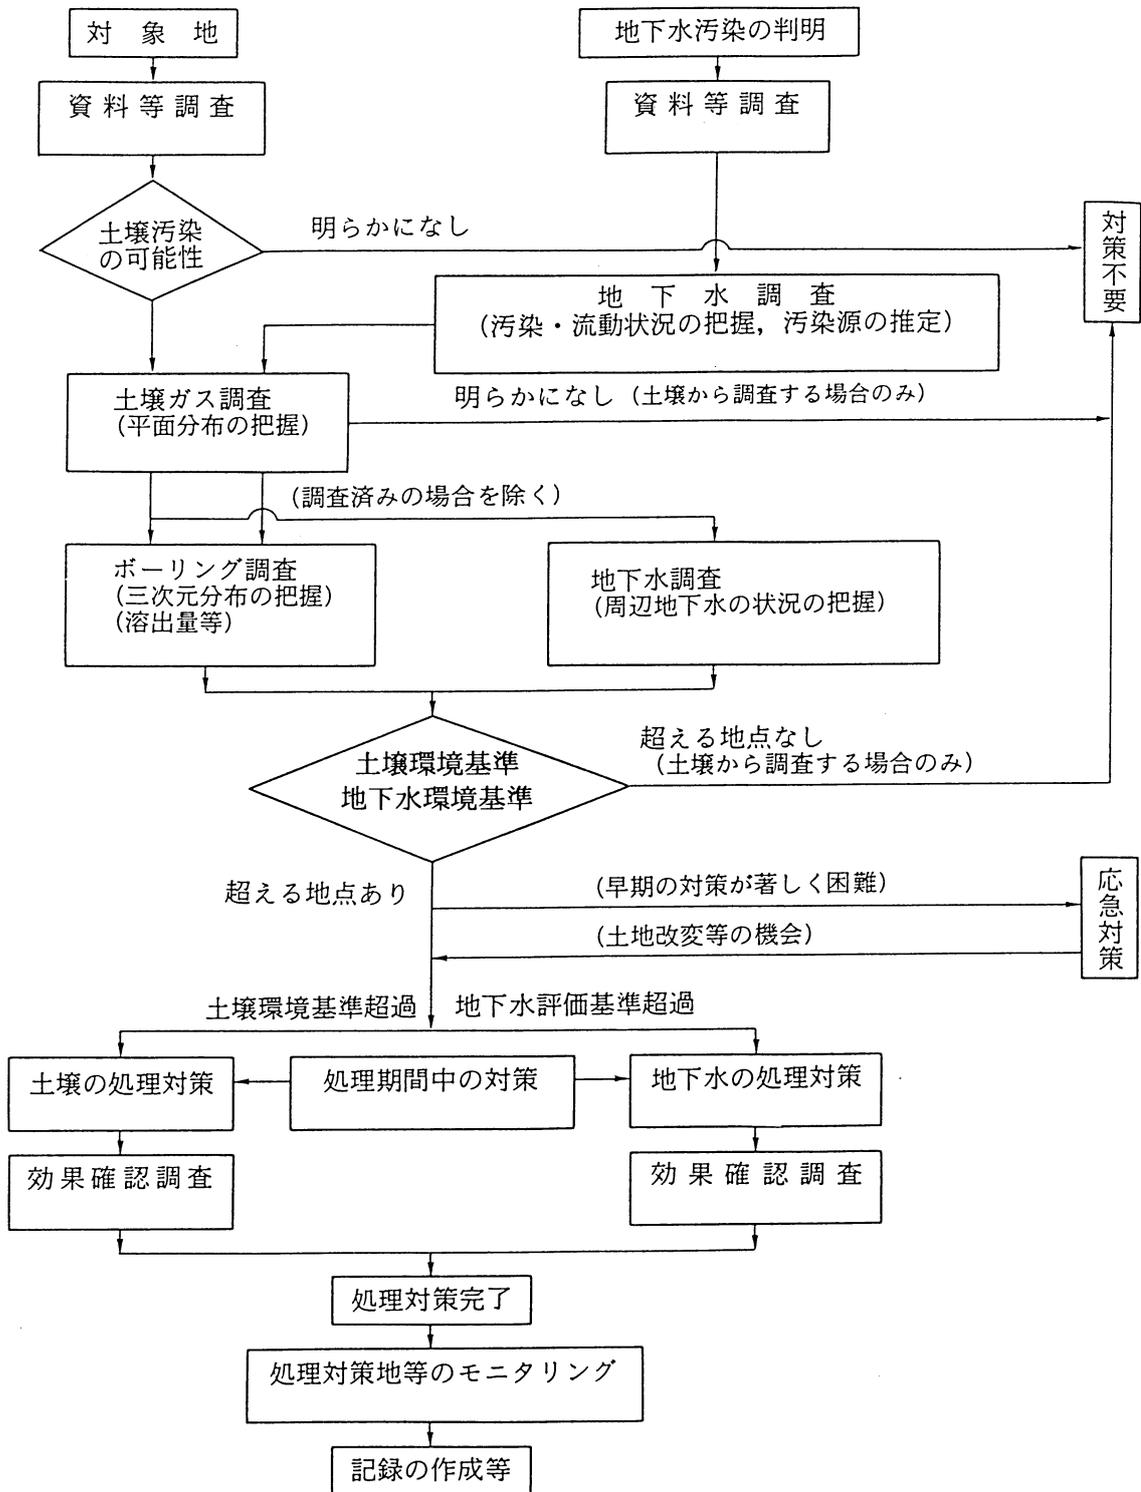 対象地
地下水汚染の判明
資料等調査
資料等調査
土壌汚染
の可能性
明らかになし
対策不要
地下水調査
(汚染・流動状況の把握，汚染源の推定)
土壌ガス調査
(平面分布の把握)
明らかになし(土壌から調査する場合のみ)
(調査済みの場合を除く)
ボーリング調査
(三次元分布の把握)
(溶出量等)
地下水調査
(周辺地下水の状況の把握)
土壌環境基準
地下水環境基準
超える地点なし
(土壌から調査する場合のみ)
超える地点あり
(早期の対策が著しく困難)
応急対策
(土地改変等の機会)
土壌環境基準超過
地下水評価基準超過
土壌の処理対策
処理期間中の対策
地下水の処理対策
効果確認調査
効果確認調査
処理対策完了
処理対策地等のモニタリング
記録の作成等